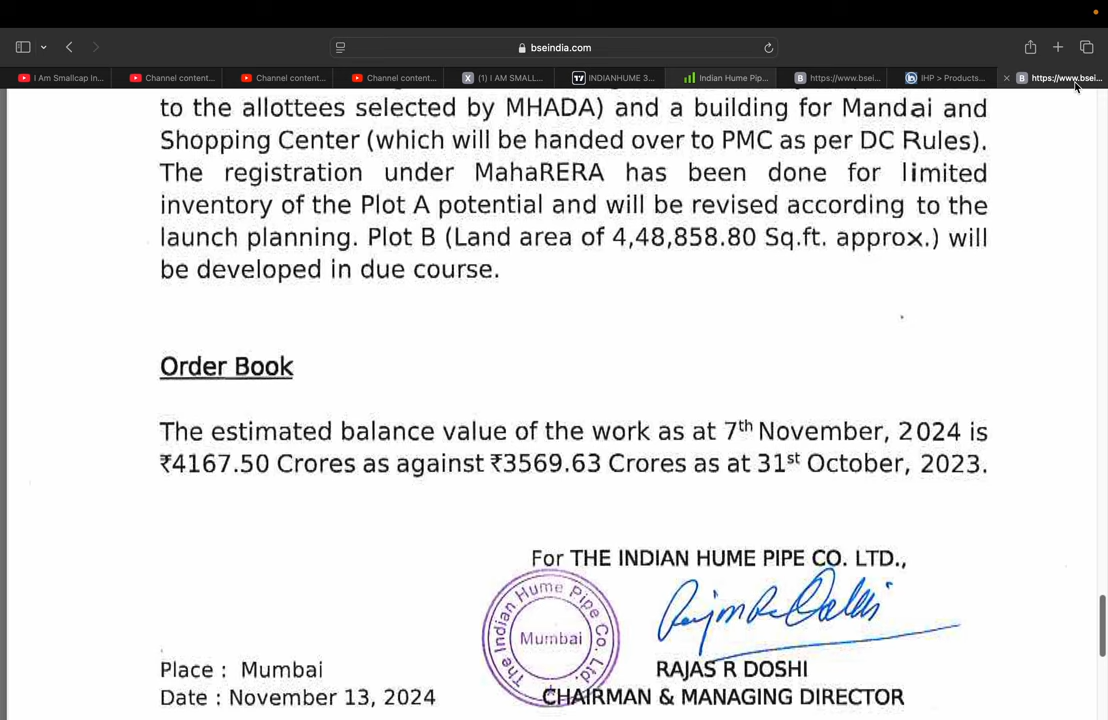 bseindia.com
I Am Smallcap In...
Channel content...
Channel content...
Channel content...
(1) I AM SMALL...
INDIANHUME 3...
Indian Hume Pip...
https://www.bsei...
IHP > Products...
https://www.bsei...
to the allottees selected by MHADA) and a building for Mandai and
Shopping Center (which will be handed over to PMC as per DC Rules).
The registration under MahaRERA has been done for limited
inventory of the Plot A potential and will be revised according to the
launch planning. Plot B (Land area of 4,48,858.80 Sq.ft. approx.) will
be developed in due course.
Order Book
The estimated balance value of the work as at 7th November, 2024 is
₹4167.50 Crores as against ₹3569.63 Crores as at 31st October, 2023.
For THE INDIAN HUME PIPE CO. LTD.,
The Indian Hume Pipe Co. Ltd.
Mumbai
RAJAS R DOSHI
CHAIRMAN & MANAGING DIRECTOR
Place : Mumbai
Date : November 13, 2024